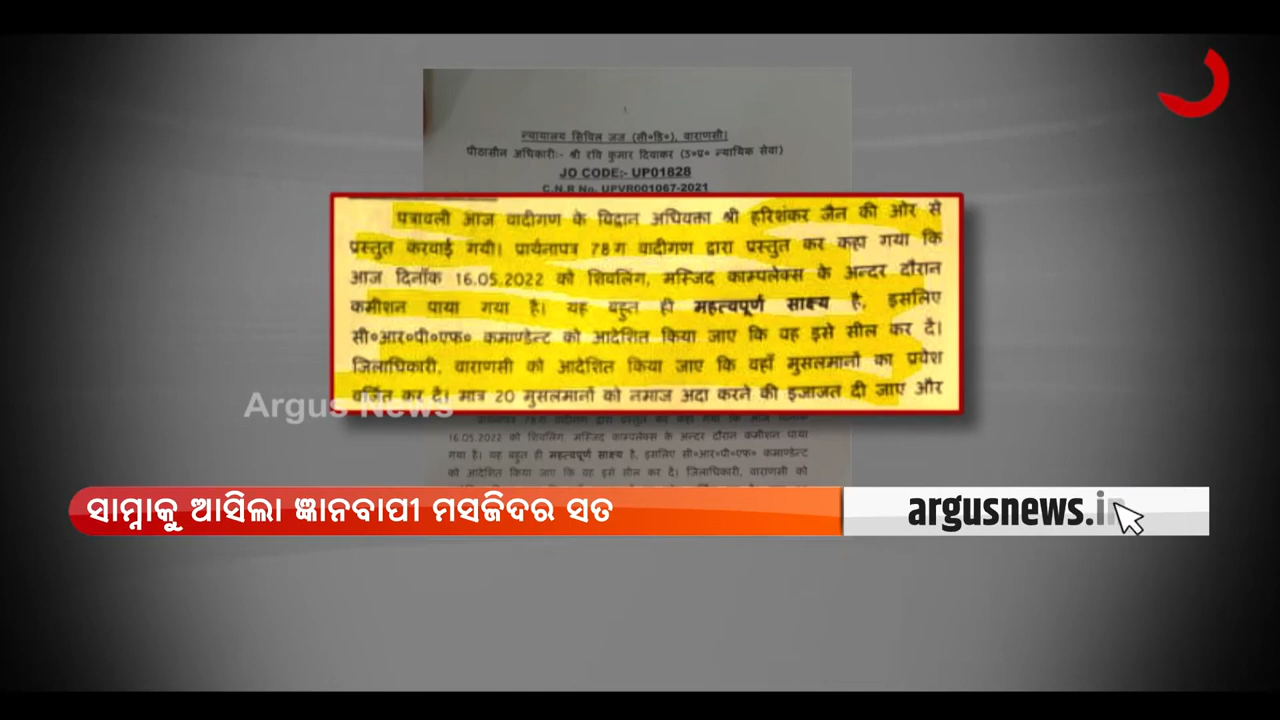 न्यायालय सिविल जज (सी०डि०), वाराणसी।
पीठासीन अधिकारीः- श्री रवि कुमार दिवाकर (उ०प्र० न्यायिक सेवा)
JO CODE:- UP01828
C.N.R No. UPVR001067-2021
पत्रावली आज वादीगण के विद्वान अधिवक्ता श्री हरिशंकर जैन की ओर से
प्रस्तुत करवाई गयी। प्रार्थनापत्र 78ग वादीगण द्वारा प्रस्तुत कर कहा गया कि
आज दिनाँक 16.05.2022 को शिवलिंग, मस्जिद काम्पलेक्स के अन्दर दौरान
कमीशन पाया गया है। यह बहुत ही महत्वपूर्ण साक्ष्य है, इसलिए
सी०आर०पी०एफ० कमाण्डेन्ट को आदेशित किया जाए कि वह इसे सील कर दे।
जिलाधिकारी, वाराणसी को आदेशित किया जाए कि वहाँ मुसलमानों का प्रवेश
वर्जित कर दे। मात्र 20 मुसलमानों को नमाज अदा करने की इजाजत दी जाए और
Argus News
16.05.2022 को शिवलिंग, मस्जिद काम्पलेक्स के अन्दर दौरान कमीशन पाया
गया है। यह बहुत ही महत्वपूर्ण साक्ष्य है, इसलिए सी०आर०पी०एफ० कमाण्डेन्ट
को आदेशित किया जाए कि वह इसे सील कर दे। जिलाधिकारी, वाराणसी को
ସାମ୍ନାକୁ ଆସିଲା ଜ୍ଞାନବାପୀ ମସଜିଦର ସତ
argusnews.in